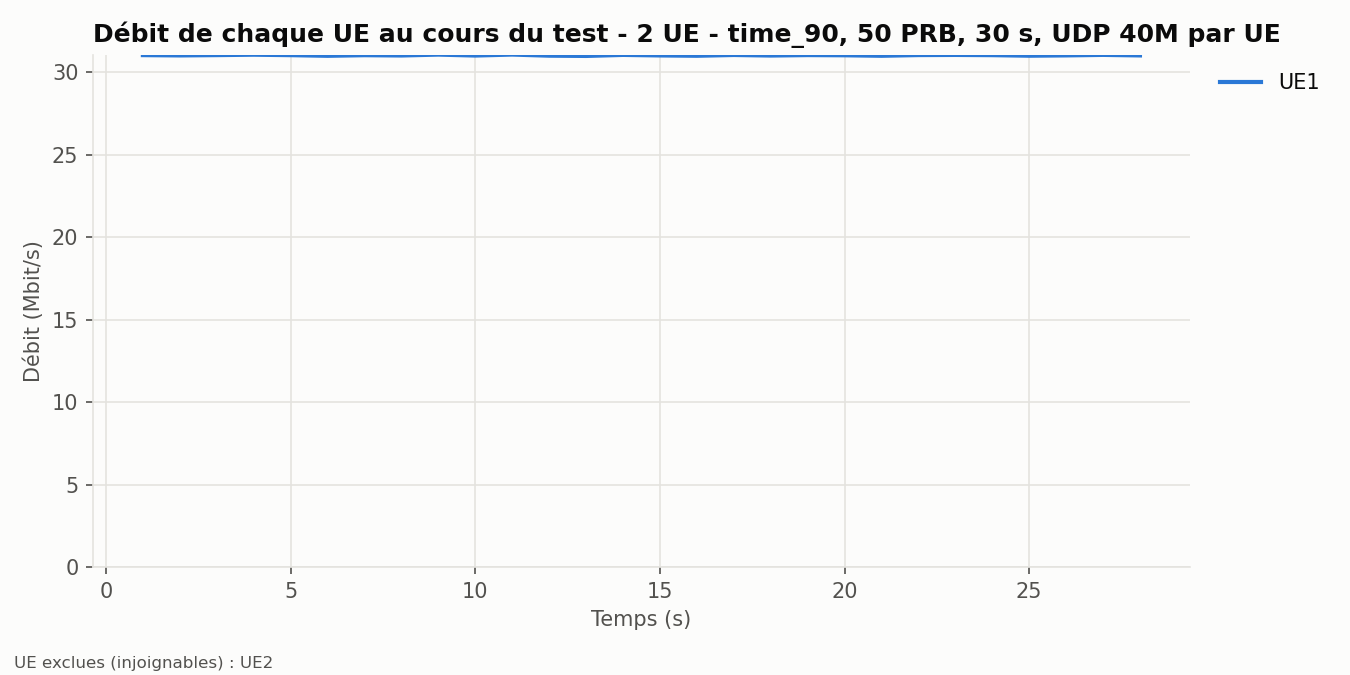 Débit de chaque UE au cours du test - 2 UE - time_90, 50 PRB, 30 s, UDP 40M par UE
UE1
Débit (Mbit/s)
30
25
20
15
10
5
0
0 5 10 15 20 25
Temps (s)
UE exclues (injoignables) : UE2